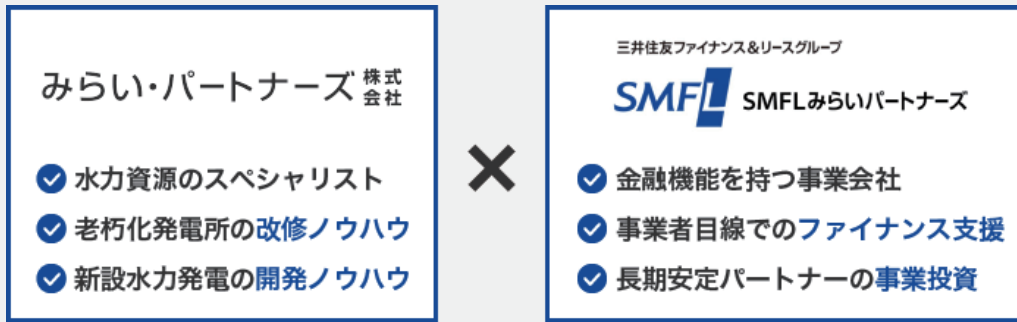 みらい・パートナーズ株式会社
水力資源のスペシャリスト
老朽化発電所の改修ノウハウ
新設水力発電の開発ノウハウ
×
三井住友ファイナンス&リースグループ
SMFL SMFLみらいパートナーズ
金融機能を持つ事業会社
事業者目線でのファイナンス支援
長期安定パートナーの事業投資